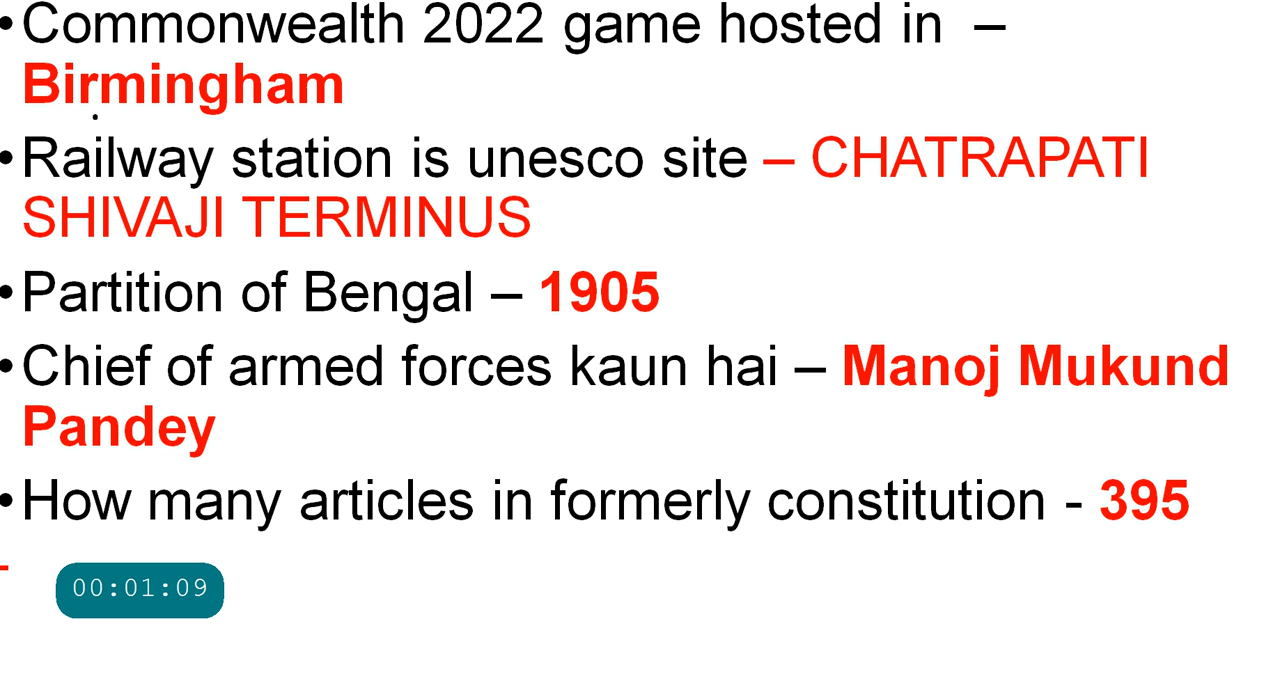 •Commonwealth 2022 game hosted in –
Birmingham
•Railway station is unesco site – CHATRAPATI
SHIVAJI TERMINUS
•Partition of Bengal – 1905
•Chief of armed forces kaun hai – Manoj Mukund
Pandey
•How many articles in formerly constitution - 395
00:01:09